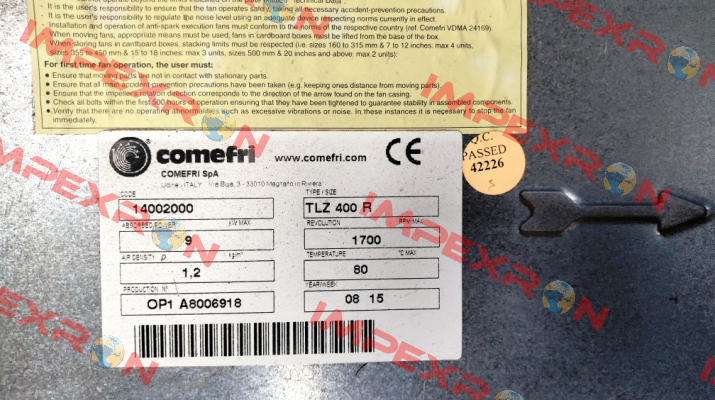 - It is the user's responsibility to ensure that the fan operates safely, taking all necessary accident-prevention precautions.
- It is the user's responsibility to regulate the noise level using an adequate device respecting norms currently in effect.
- Installation and operation of anti-spark execution fans must conform to the of the respective country (ref. Comefri VDMA 24169).
- When moving fans, appropriate means must be used; fans in cardboard boxes must be lifted from the base of the box.
When storing fans in cardboard boxes, stacking limits must be respected (i.e. sizes 160 to 315 mm & 7 to 12 inches: max 4 units,
sizes 355 to 450 mm & 15 to 18 inches: max 3 units, sizes 500 mm & 20 inches and above: max 2 units):
For first time fan operation, the user must:
● Ensure that moving parts are not in contact with stationary parts.
● Ensure that all major accident prevention precautions have been taken (e.g. keeping ones distance from moving parts).
● Ensure that the impeller rotation direction corresponds to the direction of the arrow found on the fan casing.
● Check all bolts within the first 500 hours of operation ensuring that they have been tightened to guarantee stability in assembled components.
● Verify that there are no operating abnormalities such as excessive vibrations or noise. In these instances it is necessary to stop the fan
immediately.
comefri www.comefri.com CE
COMEFRI SpA
Udine - ITALY Via Buja, 3 - 33010 Magnano in Riviera
Q.C.
PASSED
42226
S
CODE TYPE / SIZE
14002000 TLZ 400 R
ABSORBED POWER kW MAX REVOLUTION RPM MAX
9 1700
AIR DENSITY ρ kg/m³ TEMPERATURE °C MAX
1,2 80
PRODUCTION N° YEAR/WEEK
OP1 A8006918 08 15
IMPEXRON